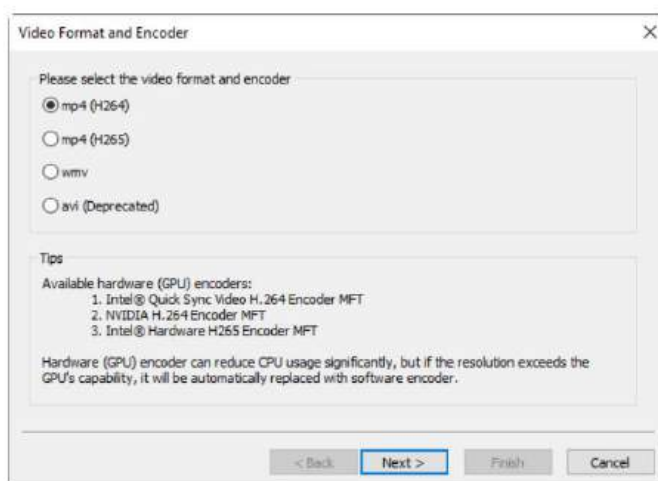 Video Format and Encoder
Please select the video format and encoder
mp4 (H264)
mp4 (H265)
wmv
avi (Deprecated)
Tips
Available hardware (GPU) encoders:
1. Intel® Quick Sync Video H.264 Encoder MFT
2. NVIDIA H.264 Encoder MFT
3. Intel® Hardware H265 Encoder MFT
Hardware (GPU) encoder can reduce CPU usage significantly, but if the resolution exceeds the
GPU's capability, it will be automatically replaced with software encoder.
< Back Next > Finish Cancel